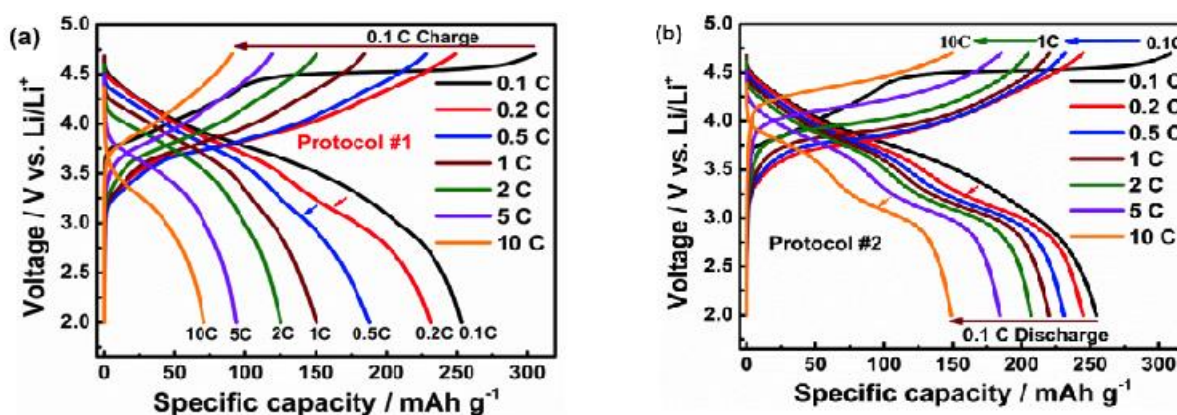 (a)
5.0
4.5
4.0
3.5
3.0
2.5
2.0
Voltage / V vs. Li/Li⁺
0.1 C Charge
Protocol #1
0.1 C
0.2 C
0.5 C
1 C
2 C
5 C
10 C
10C 5C 2C 1C 0.5C 0.2C 0.1C
0 50 100 150 200 250 300
Specific capacity / mAh g⁻¹
(b)
5.0
4.5
4.0
3.5
3.0
2.5
2.0
Voltage / V vs. Li/Li⁺
10C 1C 0.1C
0.1 C
0.2 C
0.5 C
1 C
2 C
5 C
10 C
Protocol #2
0.1 C Discharge
0 50 100 150 200 250 300
Specific capacity / mAh g⁻¹